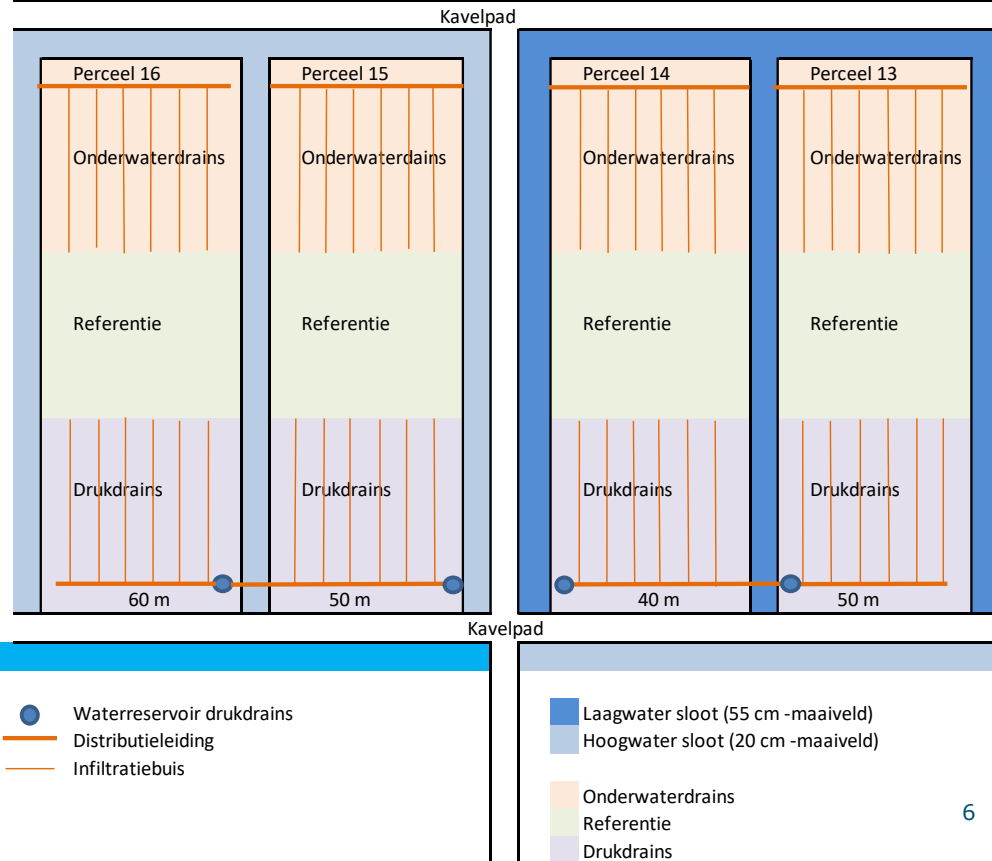 Kavelpad
Perceel 16
Perceel 15
Perceel 14
Perceel 13
Onderwaterdrains
Onderwaterdains
Onderwaterdrains
Onderwaterdrains
Referentie
Referentie
Referentie
Referentie
Drukdrains
Drukdrains
Drukdrains
Drukdrains
60 m
50 m
40 m
50 m
Kavelpad
Waterreservoir drukdrains
Distributieleiding
Infiltratiebuis
Laagwater sloot (55 cm -maaiveld)
Hoogwater sloot (20 cm -maaiveld)
Onderwaterdrains
Referentie
Drukdrains
6